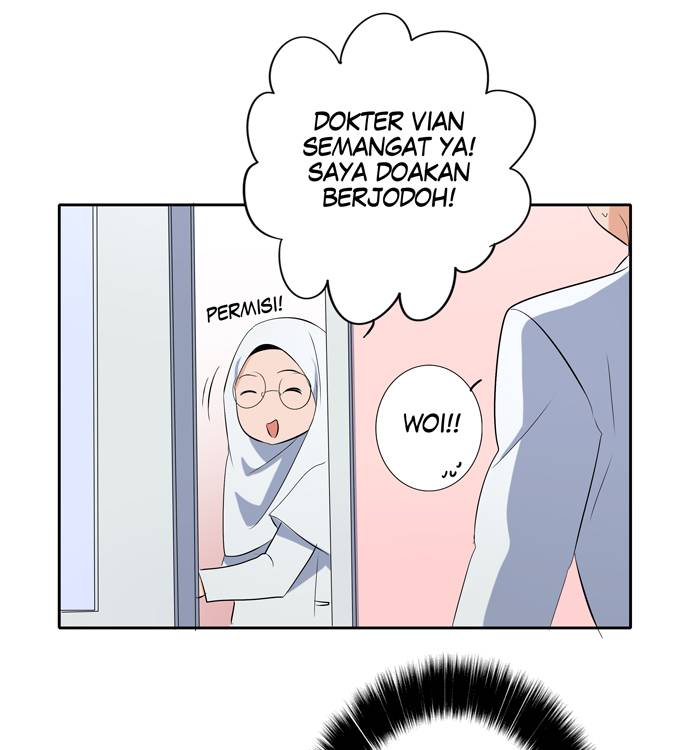 DOKTER VIAN
SEMANGAT YA!
SAYA DOAKAN
BERJODOH!
PERMISI!
WOI!!